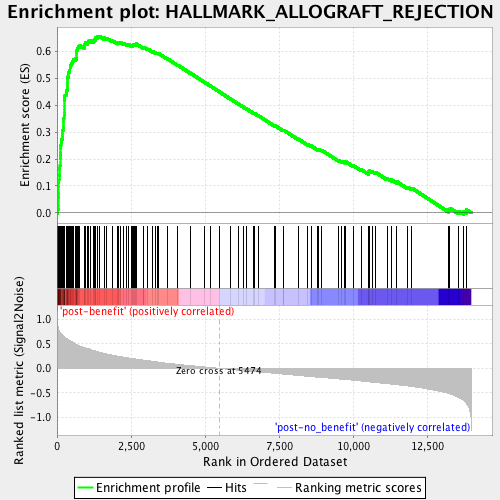 Enrichment plot: HALLMARK_ALLOGRAFT_REJECTION
Enrichment score (ES)
0.6
0.5
0.4
0.3
0.2
0.1
0.0
'post-benefit' (positively correlated)
Ranked list metric (Signal2Noise)
1.0
0.5
0.0
-0.5
-1.0
Zero cross at 5474
'post-no_benefit' (negatively correlated)
0
2,500
5,000
7,500
10,000
12,500
Rank in Ordered Dataset
Enrichment profile
Hits
Ranking metric scores